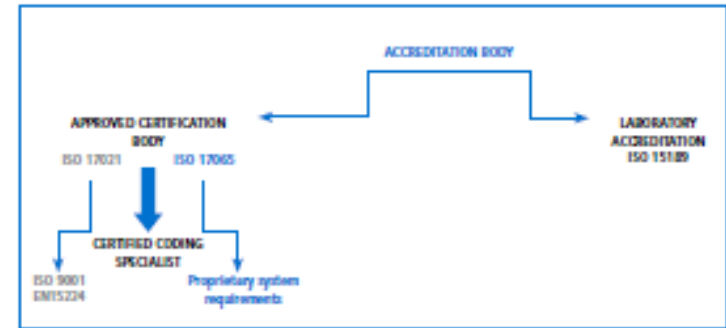 ACCREDITATION BODY
APPROVED CERTIFICATION
BODY
ISO 17021
ISO 17065
LABORATORY
ACCREDITATION
ISO 15189
CERTIFIED CODING
SPECIALIST
ISO 9001
EN15224
Proprietary system
requirements